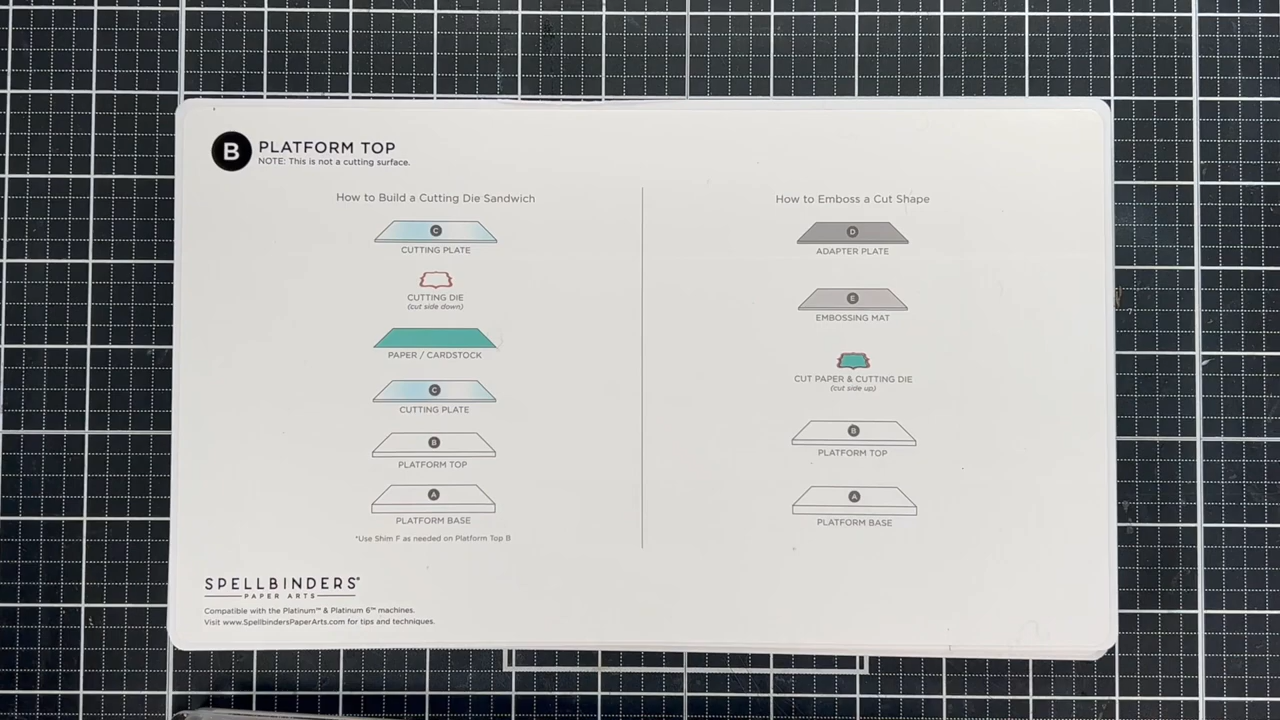 B PLATFORM TOP
NOTE: This is not a cutting surface.
How to Build a Cutting Die Sandwich
C
CUTTING PLATE
CUTTING DIE
(cut side down)
PAPER / CARDSTOCK
C
CUTTING PLATE
B
PLATFORM TOP
A
PLATFORM BASE
*Use Shim F as needed on Platform Top B
How to Emboss a Cut Shape
D
ADAPTER PLATE
E
EMBOSSING MAT
CUT PAPER & CUTTING DIE
(cut side up)
B
PLATFORM TOP
A
PLATFORM BASE
SPELLBINDERS®
PAPER ARTS
Compatible with the Platinum™ & Platinum 6™ machines.
Visit www.SpellbindersPaperArts.com for tips and techniques.